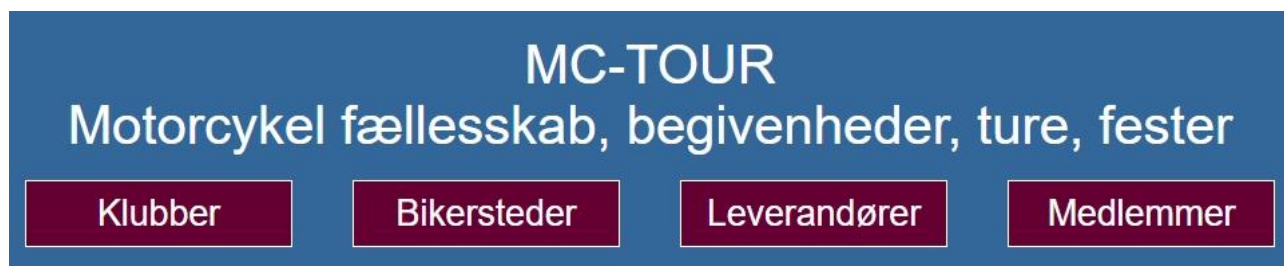 MC-TOUR
Motorcykel fællesskab, begivenheder, ture, fester
Klubber
Bikersteder
Leverandører
Medlemmer